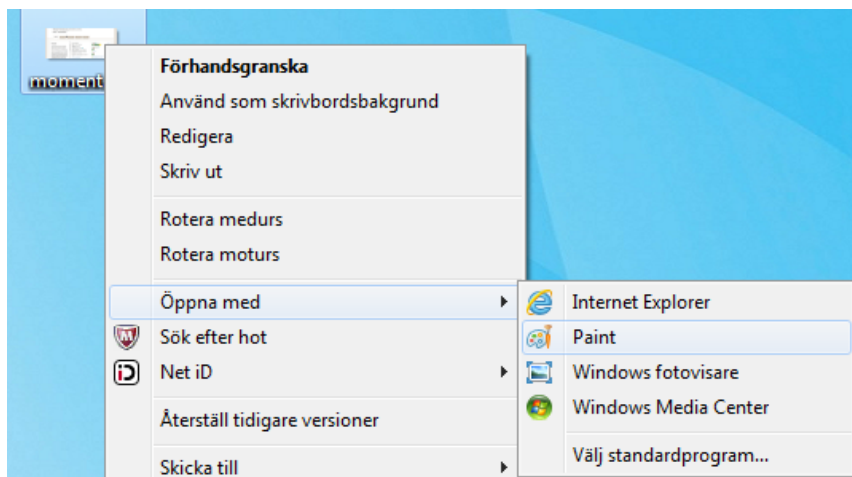 moment
Förhandsgranska
Använd som skrivbordsbakgrund
Redigera
Skriv ut
Rotera medurs
Rotera moturs
Öppna med
Sök efter hot
Net iD
Återställ tidigare versioner
Skicka till
Internet Explorer
Paint
Windows fotovisare
Windows Media Center
Välj standardprogram...